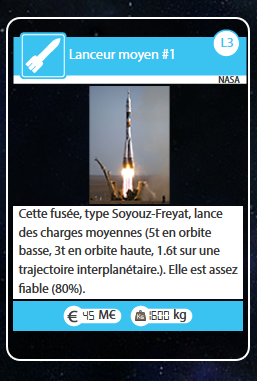 Lanceur moyen #1
L3
NASA
Cette fusée, type Soyouz-Freyat, lance
des charges moyennes (5t en orbite
basse, 3t en orbite haute, 1.6t sur une
trajectoire interplanétaire.). Elle est assez
fiable (80%).
€ 45 M€ KG 1600 kg